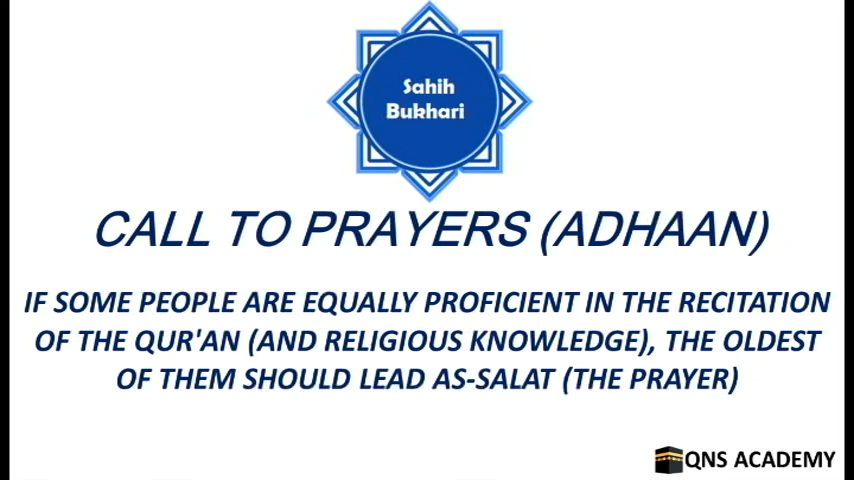 Sahih
Bukhari
CALL TO PRAYERS (ADHAAN)
IF SOME PEOPLE ARE EQUALLY PROFICIENT IN THE RECITATION
OF THE QUR'AN (AND RELIGIOUS KNOWLEDGE), THE OLDEST
OF THEM SHOULD LEAD AS-SALAT (THE PRAYER)
QNS ACADEMY